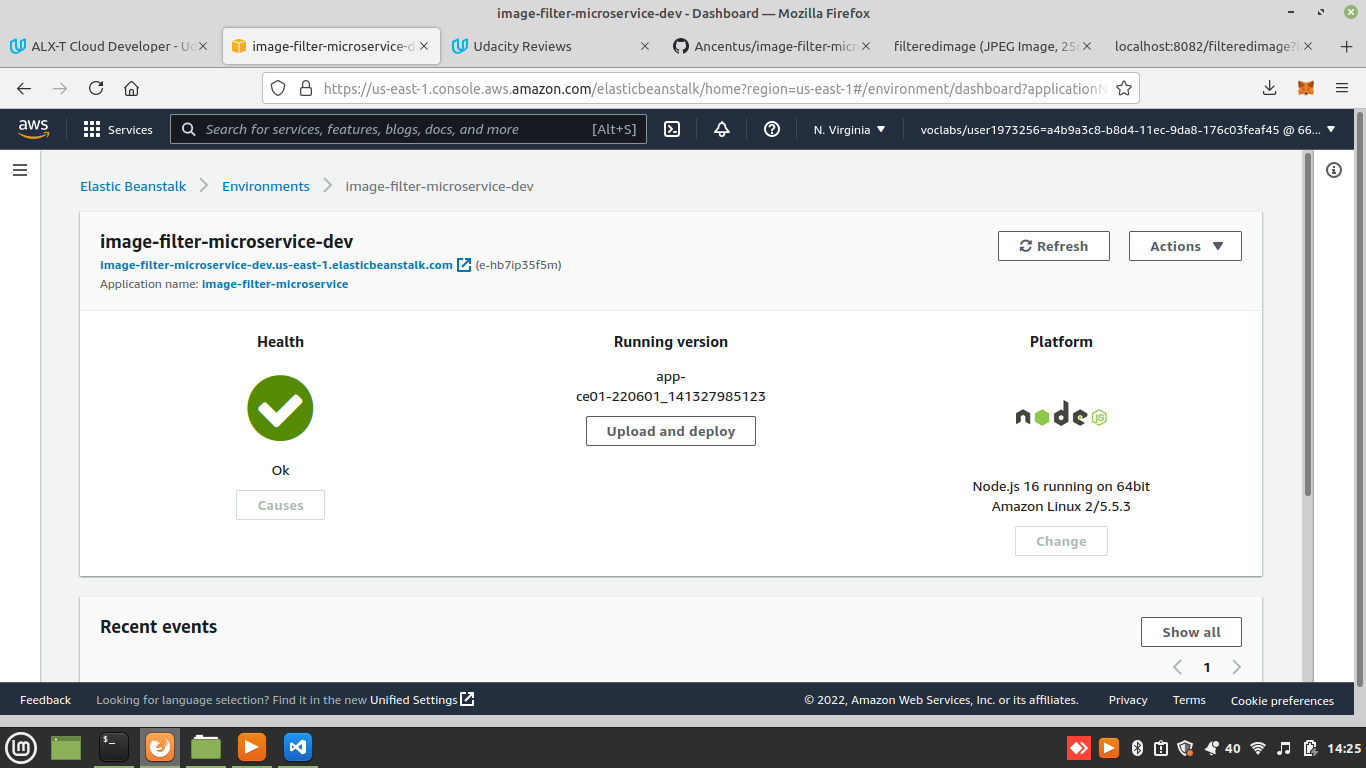 image-filter-microservice-dev - Dashboard — Mozilla Firefox
ALX-T Cloud Developer - Ud
image-filter-microservice-d
Udacity Reviews
Ancentus/image-filter-micr
filteredimage (JPEG Image, 256
localhost:8082/filteredimage?i
https://us-east-1.console.aws.amazon.com/elasticbeanstalk/home?region=us-east-1#/environment/dashboard?applicationN
aws
Services
Search for services, features, blogs, docs, and more
[Alt+S]
N. Virginia
voclabs/user1973256=a4b9a3c8-b8d4-11ec-9da8-176c03feaf45 @ 66...
Elastic Beanstalk
Environments
image-filter-microservice-dev
image-filter-microservice-dev
image-filter-microservice-dev.us-east-1.elasticbeanstalk.com (e-hb7ip35f5m)
Application name: image-filter-microservice
Refresh
Actions
Health
Ok
Causes
Running version
app-
ce01-220601_141327985123
Upload and deploy
Platform
node
JS
Node.js 16 running on 64bit
Amazon Linux 2/5.5.3
Change
Recent events
Show all
1
Feedback
Looking for language selection? Find it in the new Unified Settings
© 2022, Amazon Web Services, Inc. or its affiliates.
Privacy
Terms
Cookie preferences
$_
40
14:25